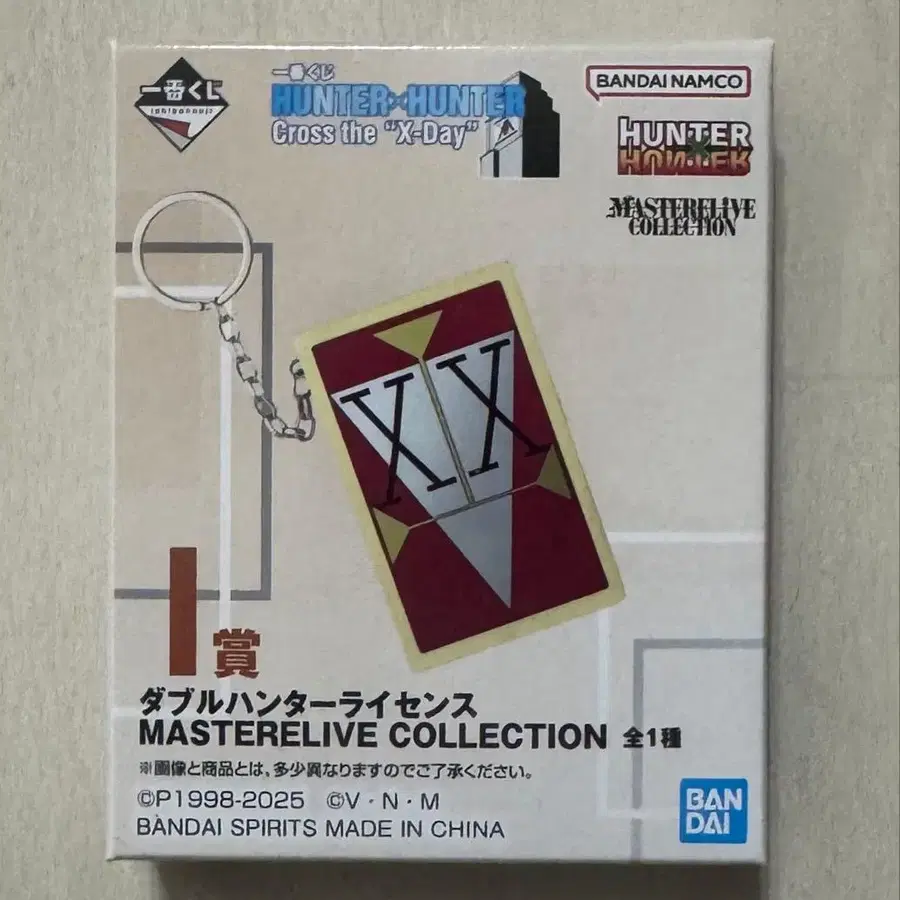 一番くじ
ichibankuji
一番くじ
HUNTER×HUNTER
Cross the "X-Day"
BANDAI NAMCO
HUNTER×HUNTER
MASTERELIVE
COLLECTION
XX
I賞
ダブルハンターライセンス
MASTERELIVE COLLECTION 全1種
※画像と商品とは、多少異なりますのでご了承ください。
©P1998-2025 ©V・N・M
BANDAI SPIRITS MADE IN CHINA
BAN
DAI